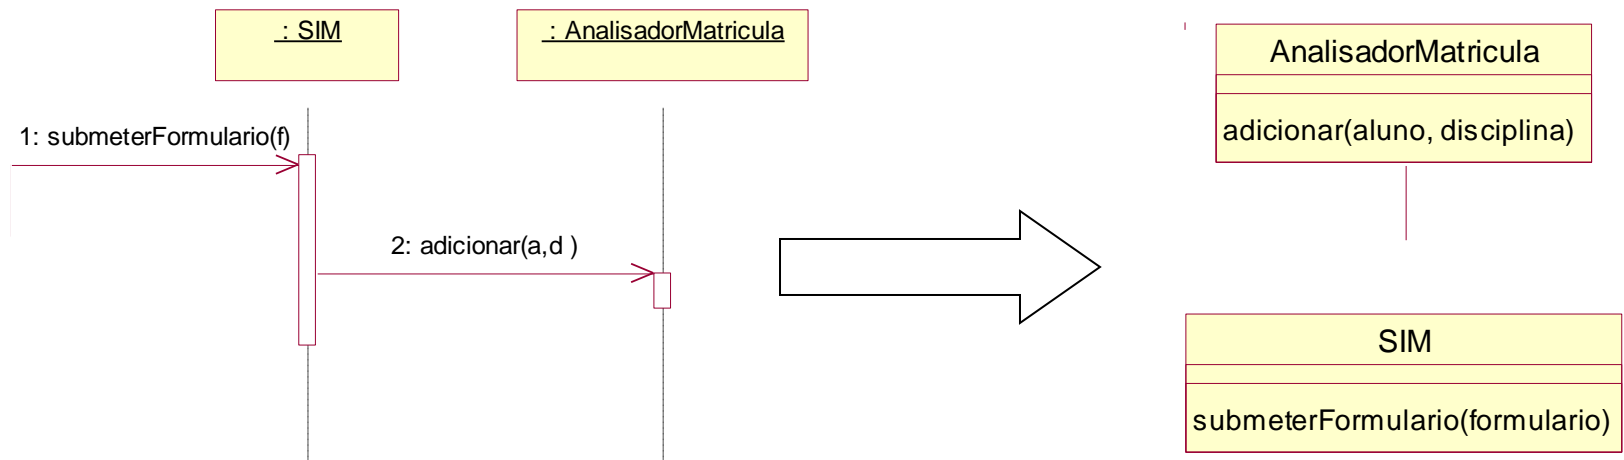 : SIM
: AnalisadorMatricula
1: submeterFormulario(f)
2: adicionar(a,d )
AnalisadorMatricula
adicionar(aluno, disciplina)
SIM
submeterFormulario(formulario)